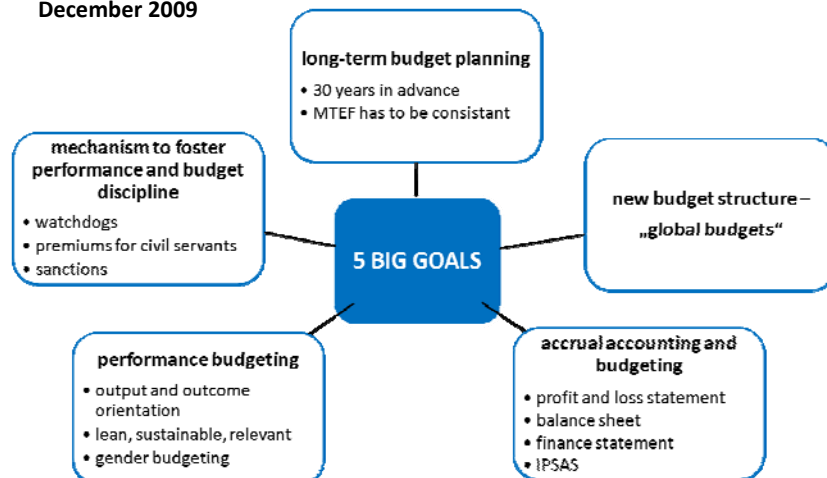 December 2009
long-term budget planning
• 30 years in advance
• MTEF has to be consistant
mechanism to foster
performance and budget
discipline
• watchdogs
• premiums for civil servants
• sanctions
new budget structure –
„global budgets“
5 BIG GOALS
performance budgeting
• output and outcome
orientation
• lean, sustainable, relevant
• gender budgeting
accrual accounting and
budgeting
• profit and loss statement
• balance sheet
• finance statement
• IPSAS